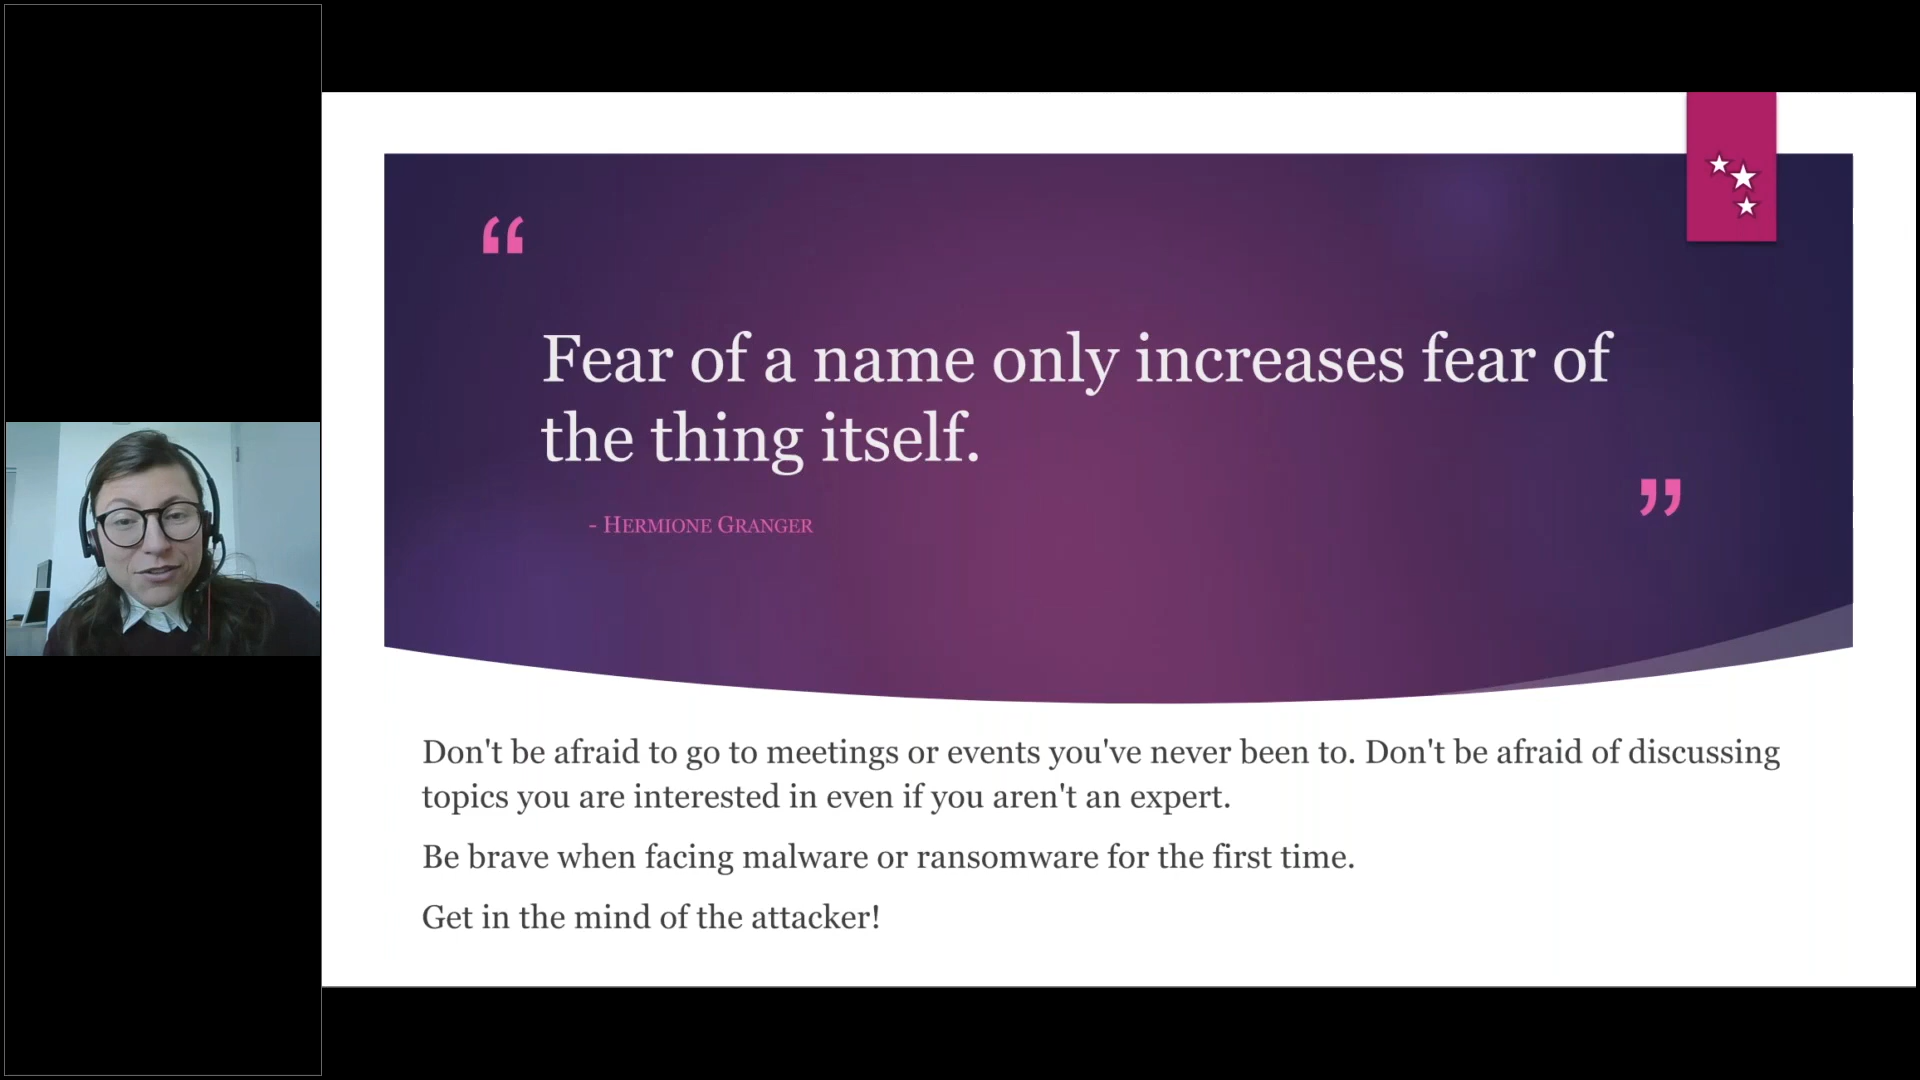 “
Fear of a name only increases fear of
the thing itself.
”
- HERMIONE GRANGER
Don't be afraid to go to meetings or events you've never been to. Don't be afraid of discussing
topics you are interested in even if you aren't an expert.
Be brave when facing malware or ransomware for the first time.
Get in the mind of the attacker!